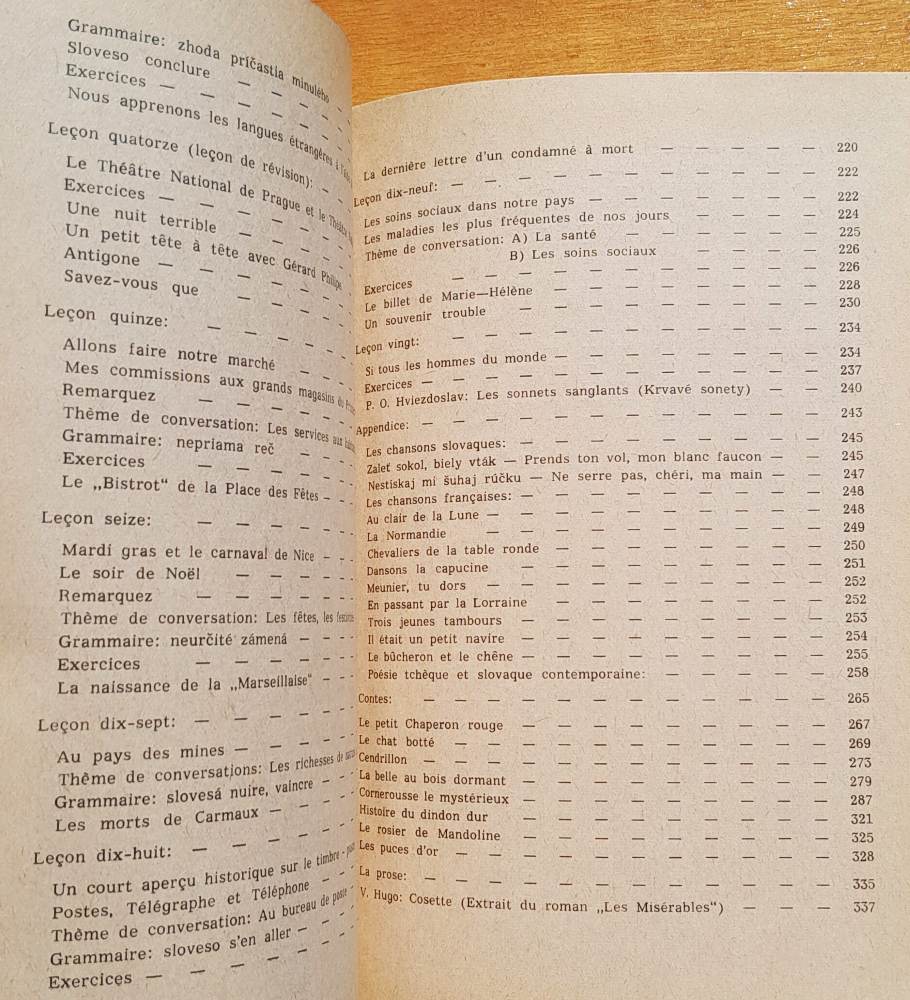 Grammaire: zhoda príčastia minulého — —
Sloveso conclure — — — — —
Exercices — — — — — —
Nous apprenons les langues étrangères à
Leçon quatorze (leçon de révision): — —
Le Théâtre National de Prague et le
Exercices — — — — — —
Une nuit terrible — — — —
Un petit tête à tête avec Gérard Philipe
Antigone — — — — — —
Savez-vous que — — — — —
Leçon quinze: — — — — — —
Allons faire notre marché — — —
Mes commissions aux grands magasins du
Remarquez — — — — — —
Thème de conversation: Les services aux
Grammaire: nepriama reč — — —
Exercices — — — — — —
Le „Bistrot“ de la Place des Fêtes — — —
Leçon seize: — — — — — —
Mardi gras et le carnaval de Nice — — —
Le soir de Noël — — — — —
Remarquez — — — — — —
Thème de conversation: Les fêtes, les
Grammaire: neurčité zámená — — — —
Exercices — — — — — —
La naissance de la „Marseillaise“ — — —
Leçon dix-sept: — — — — — —
Au pays des mines — — — — —
Thême de conversations: Les richesses de
Grammaire: slovesá nuire, vaincre — — —
Les morts de Carmaux — — — —
Leçon dix-huit: — — — — — —
Un court aperçu historique sur le timbre-
Postes, Télégraphe et Téléphone — — —
Thème de conversation: Au bureau de poste -
Grammaire: sloveso s'en aller — — — —
Exercices — — — — — — —
La dernière lettre d'un condamné à mort — — — — — 220
Leçon dix-neuf: — — — — — — — — — — — 222
Les soins sociaux dans notre pays — — — — — — — 222
Les maladies les plus fréquentes de nos jours — — — — 224
Thème de conversation: A) La santé — — — — — — 225
B) Les soins sociaux — — — — 226
Exercices — — — — — — — — — — — 226
Le billet de Marie—Hélène — — — — — — — — 228
Un souvenir trouble — — — — — — — — — 230
Leçon vingt: — — — — — — — — — — — 234
Si tous les hommes du monde — — — — — — — — 234
Exercices — — — — — — — — — — — — 237
P. O. Hviezdoslav: Les sonnets sanglants (Krvavé sonety) — — 240
Appendice: — — — — — — — — — — — — 243
Les chansons slovaques: — — — — — — — — — 245
Zaleť sokol, biely vták — Prends ton vol, mon blanc faucon — — 245
Nestískaj mi šuhaj rúčku — Ne serre pas, chéri, ma main — — 247
Les chansons françaises: — — — — — — — — — 248
Au clair de la Lune — — — — — — — — — — 248
La Normandie — — — — — — — — — — 249
Chevaliers de la table ronde — — — — — — — — 250
Dansons la capucine — — — — — — — — — 251
Meunier, tu dors — — — — — — — — — — 252
En passant par la Lorraine — — — — — — — — 252
Trois jeunes tambours — — — — — — — — — 253
Il était un petit navire — — — — — — — — — 254
Le bûcheron et le chêne — — — — — — — — — 255
Poésie tchêque et slovaque contemporaine: — — — — — 258
Contes: — — — — — — — — — — — — 265
Le petit Chaperon rouge — — — — — — — — — 267
Le chat botté — — — — — — — — — — — 269
Cendrillon — — — — — — — — — — — — 273
La belle au bois dormant — — — — — — — — — 279
Cornerousse le mystérieux — — — — — — — — — 287
Histoire du dindon dur — — — — — — — — — 321
Le rosier de Mandoline — — — — — — — — — 325
Les puces d'or — — — — — — — — — — — 328
La prose: — — — — — — — — — — — — 335
V. Hugo: Cosette (Extrait du roman „Les Misérables“) — — — 337